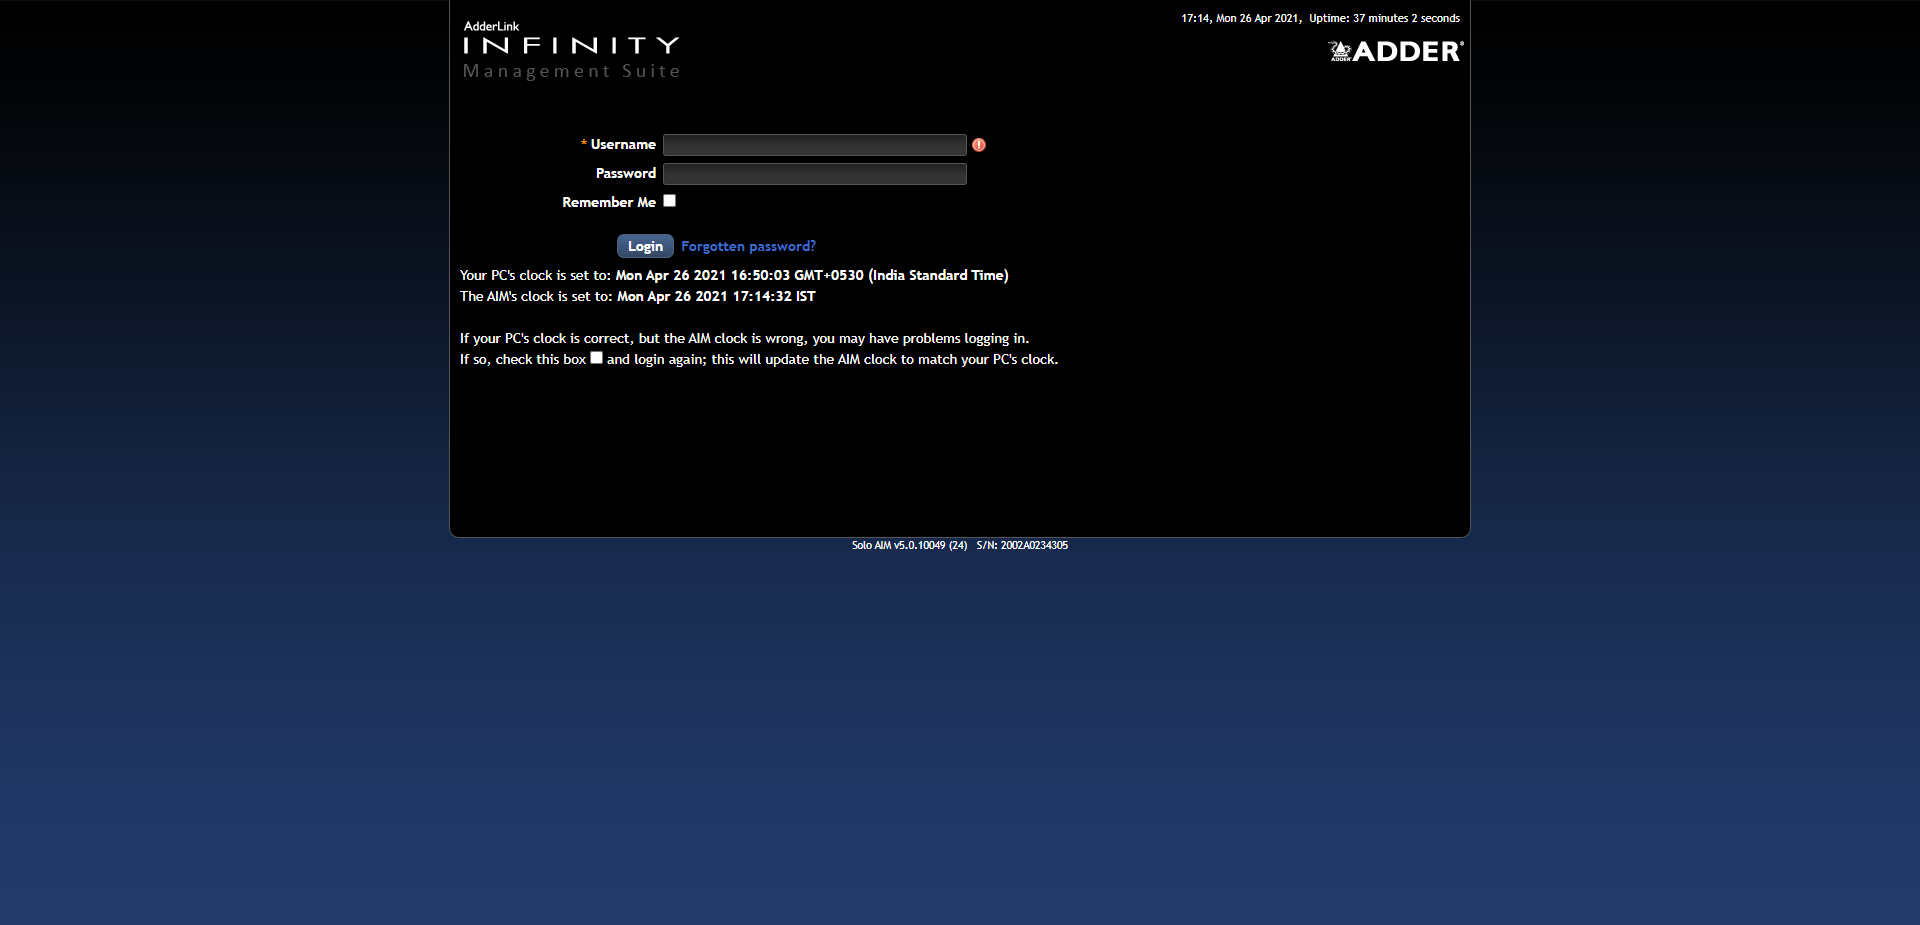 17:14, Mon 26 Apr 2021, Uptime: 37 minutes 2 seconds
AdderLink
INFINITY
Management Suite
ADDER
ADDER®
* Username
Password
Remember Me
Login Forgotten password?
Your PC's clock is set to: Mon Apr 26 2021 16:50:03 GMT+0530 (India Standard Time)
The AIM's clock is set to: Mon Apr 26 2021 17:14:32 IST
If your PC's clock is correct, but the AIM clock is wrong, you may have problems logging in.
If so, check this box and login again; this will update the AIM clock to match your PC's clock.
Solo AIM v5.0.10049 (24) S/N: 2002A0234305